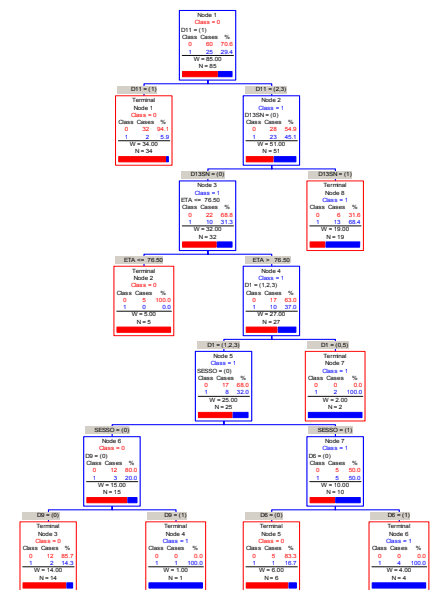 Node 1
Class = 0
D11 = (1)
Class Cases %
0 60 70.6
1 25 29.4
W = 85.00
N = 85
D11 = (1)
D11 = (2,3)
Terminal
Node 1
Class = 0
Class Cases %
0 32 94.1
1 2 5.9
W = 34.00
N = 34
Node 2
Class = 1
D13SN = (0)
Class Cases %
0 28 54.9
1 23 45.1
W = 51.00
N = 51
D13SN = (0)
D13SN = (1)
Node 3
Class = 1
ETA <= 76.50
Class Cases %
0 22 68.8
1 10 31.3
W = 32.00
N = 32
Terminal
Node 8
Class = 1
Class Cases %
0 6 31.6
1 13 68.4
W = 19.00
N = 19
ETA <= 76.50
ETA > 76.50
Terminal
Node 2
Class = 0
Class Cases %
0 5 100.0
1 0 0.0
W = 5.00
N = 5
Node 4
Class = 1
D1 = (1,2,3)
Class Cases %
0 17 63.0
1 10 37.0
W = 27.00
N = 27
D1 = (1,2,3)
D1 = (0,5)
Node 5
Class = 1
SESSO = (0)
Class Cases %
0 17 68.0
1 8 32.0
W = 25.00
N = 25
Terminal
Node 7
Class = 1
Class Cases %
0 0 0.0
1 2 100.0
W = 2.00
N = 2
SESSO = (0)
SESSO = (1)
Node 6
Class = 0
D9 = (0)
Class Cases %
0 12 80.0
1 3 20.0
W = 15.00
N = 15
Node 7
Class = 1
D6 = (0)
Class Cases %
0 5 50.0
1 5 50.0
W = 10.00
N = 10
D9 = (0)
D9 = (1)
D6 = (0)
D6 = (1)
Terminal
Node 3
Class = 0
Class Cases %
0 12 85.7
1 2 14.3
W = 14.00
N = 14
Terminal
Node 4
Class = 1
Class Cases %
0 0 0.0
1 1 100.0
W = 1.00
N = 1
Terminal
Node 5
Class = 0
Class Cases %
0 5 83.3
1 1 16.7
W = 6.00
N = 6
Terminal
Node 6
Class = 1
Class Cases %
0 0 0.0
1 4 100.0
W = 4.00
N = 4